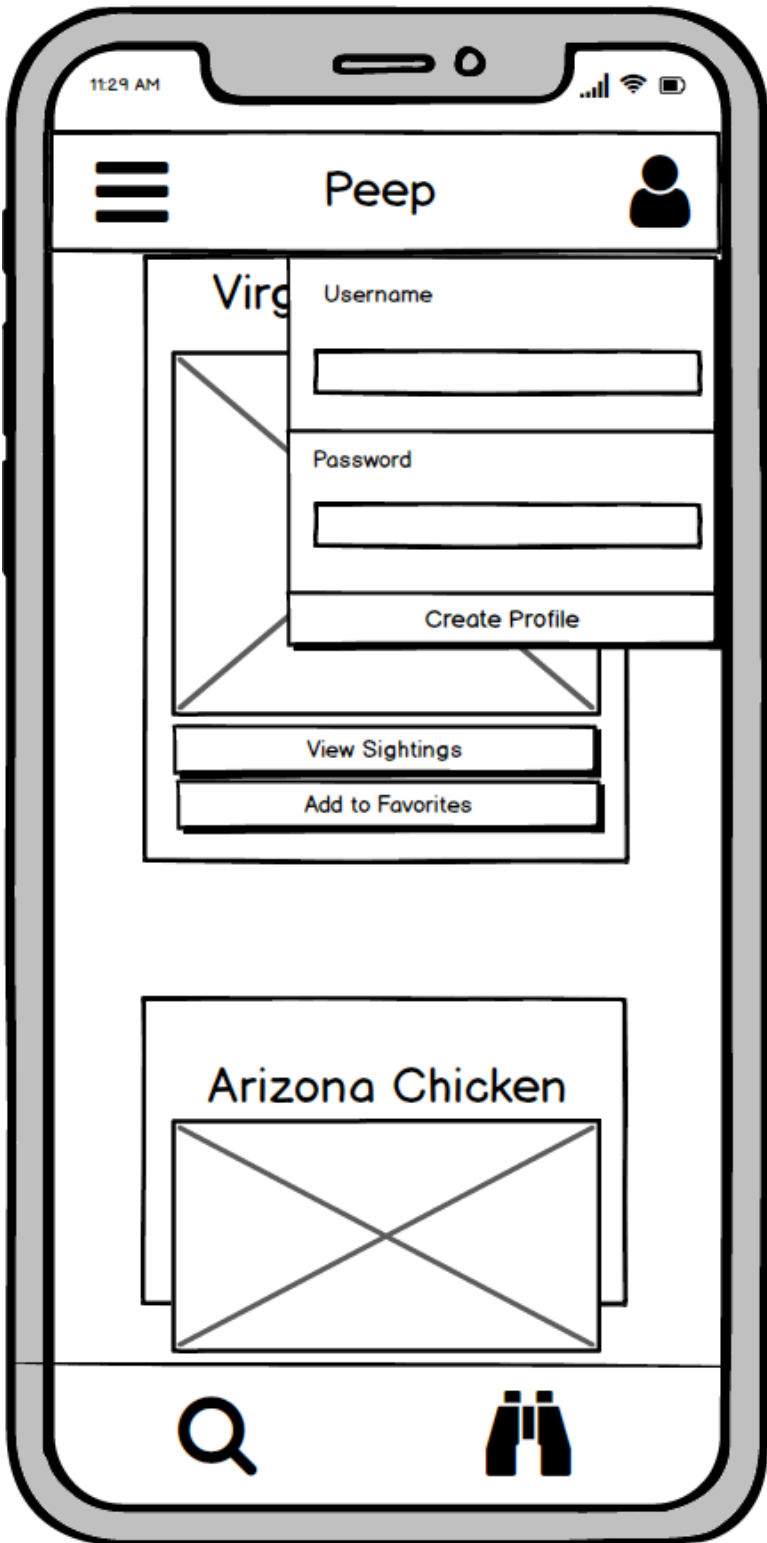 11:29 AM
Peep
Virg
Username
Password
Create Profile
View Sightings
Add to Favorites
Arizona Chicken